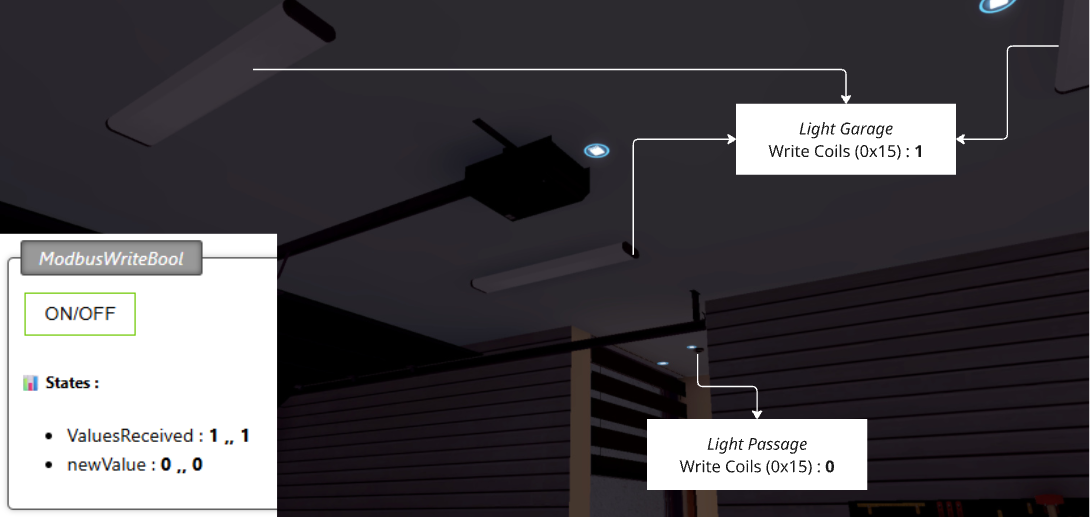 Light Garage
Write Coils (0x15) : 1
ModbusWriteBool
ON/OFF
States :
ValuesReceived : 1 ,, 1
newValue : 0 ,, 0
Light Passage
Write Coils (0x15) : 0